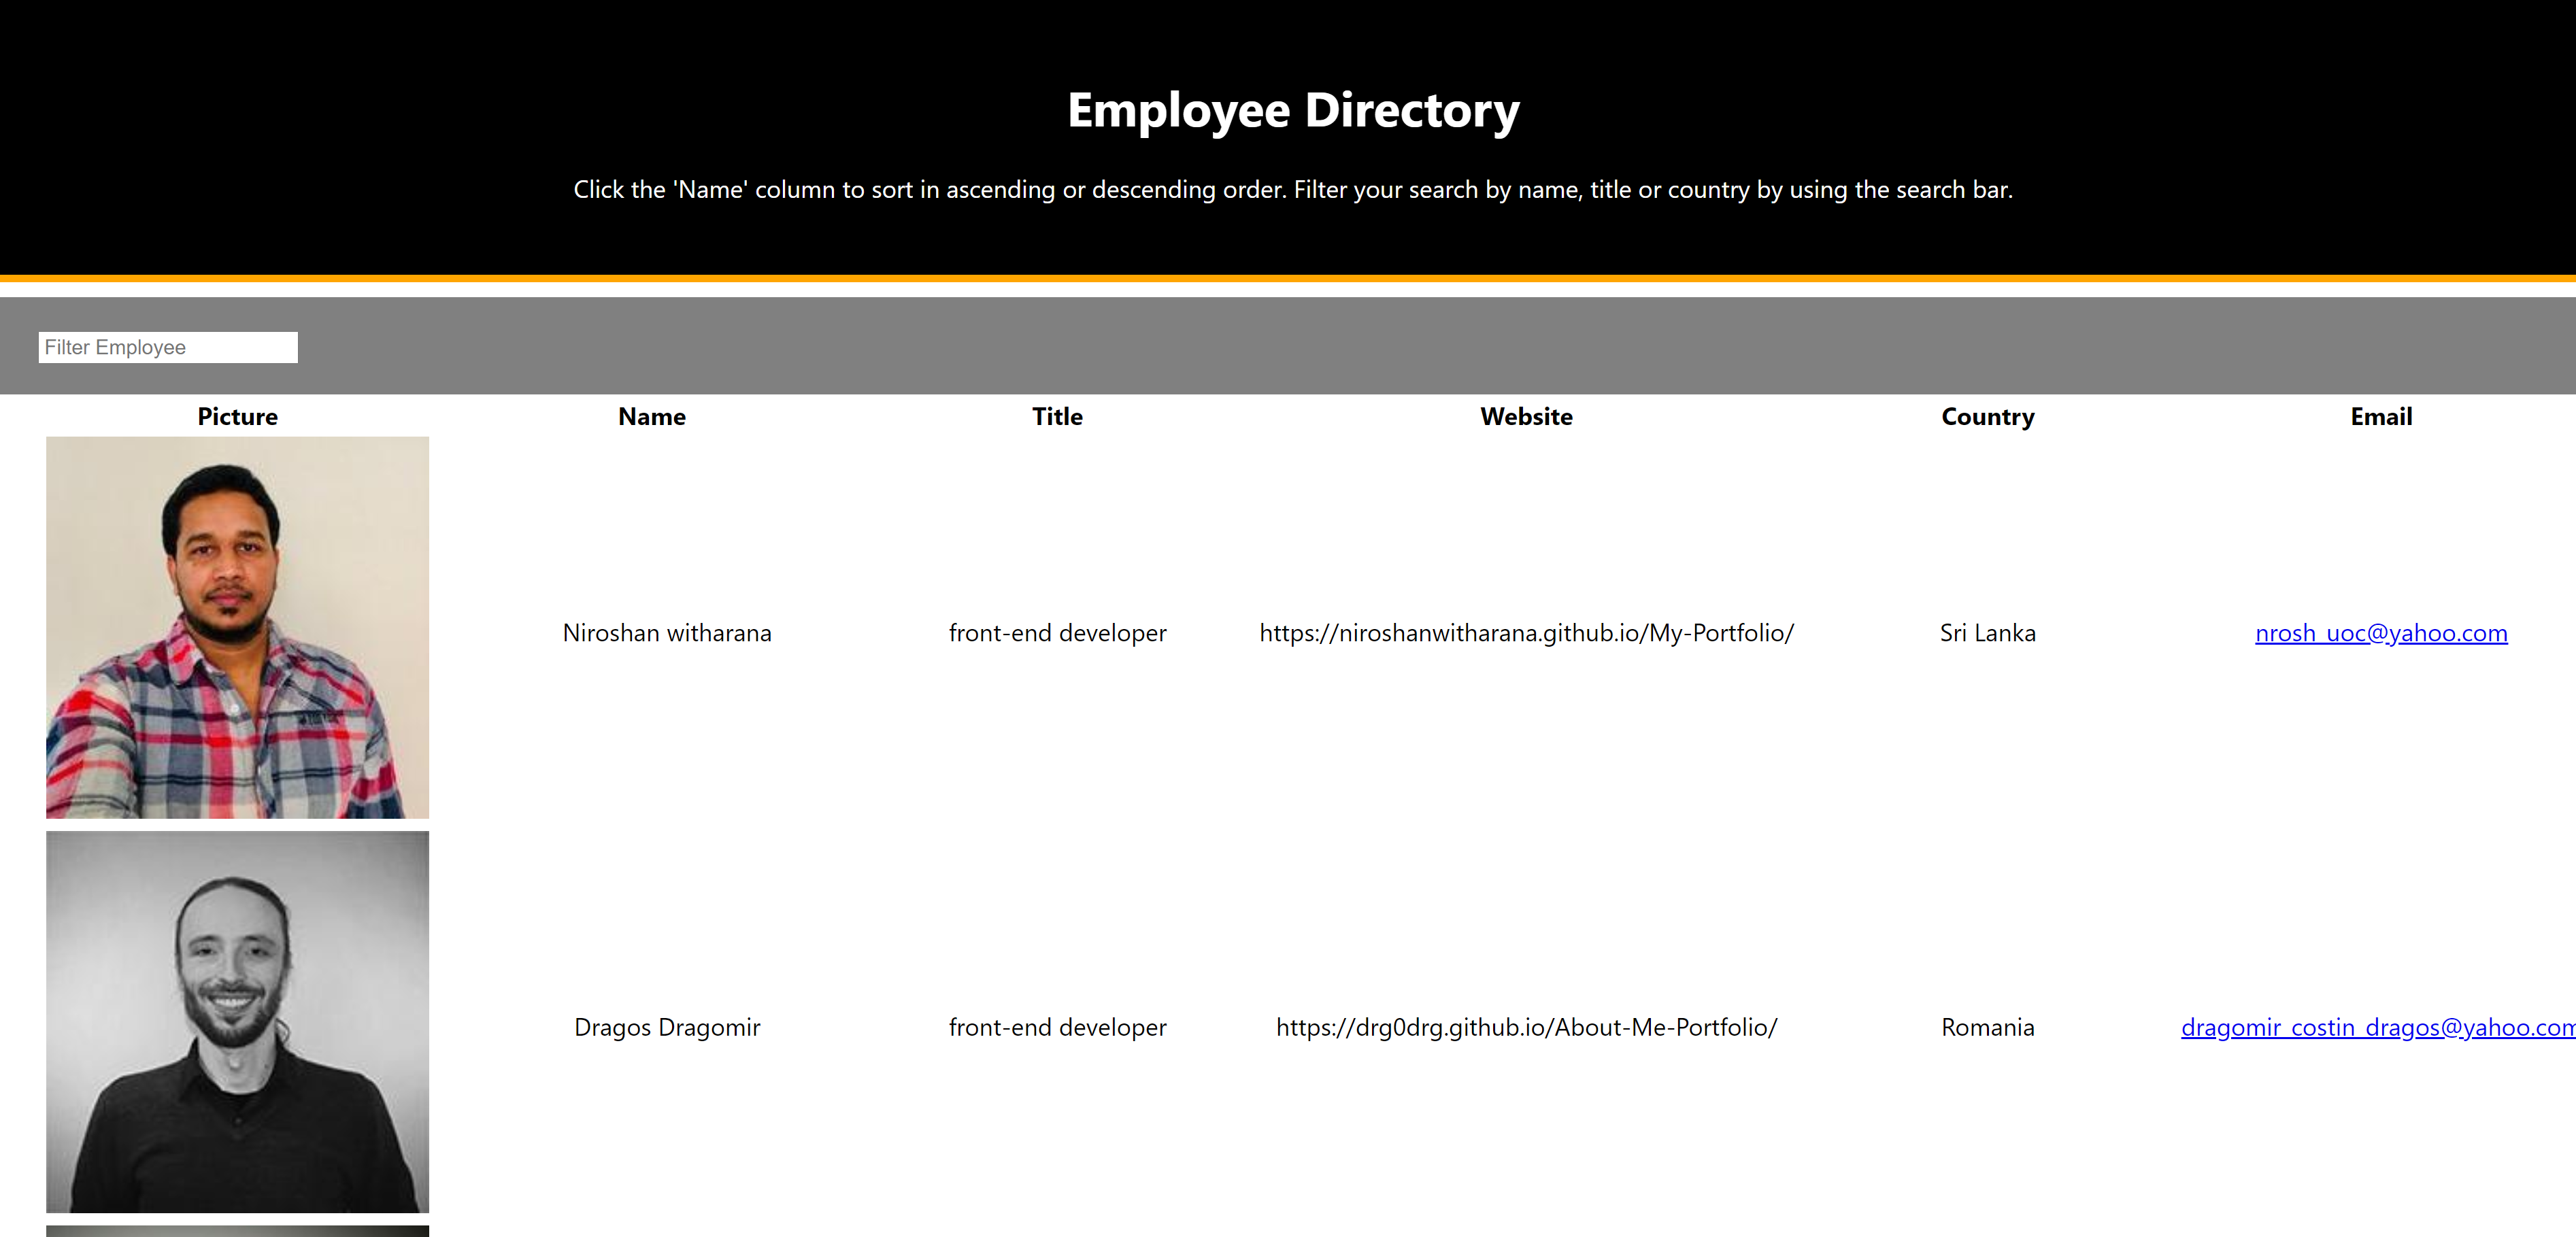 Employee Directory
Click the 'Name' column to sort in ascending or descending order. Filter your search by name, title or country by using the search bar.
Filter Employee
Picture Name Title Website Country Email
Niroshan witharana front-end developer https://niroshanwitharana.github.io/My-Portfolio/ Sri Lanka nrosh_uoc@yahoo.com
Dragos Dragomir front-end developer https://drg0drg.github.io/About-Me-Portfolio/ Romania dragomir_costin_dragos@yahoo.com